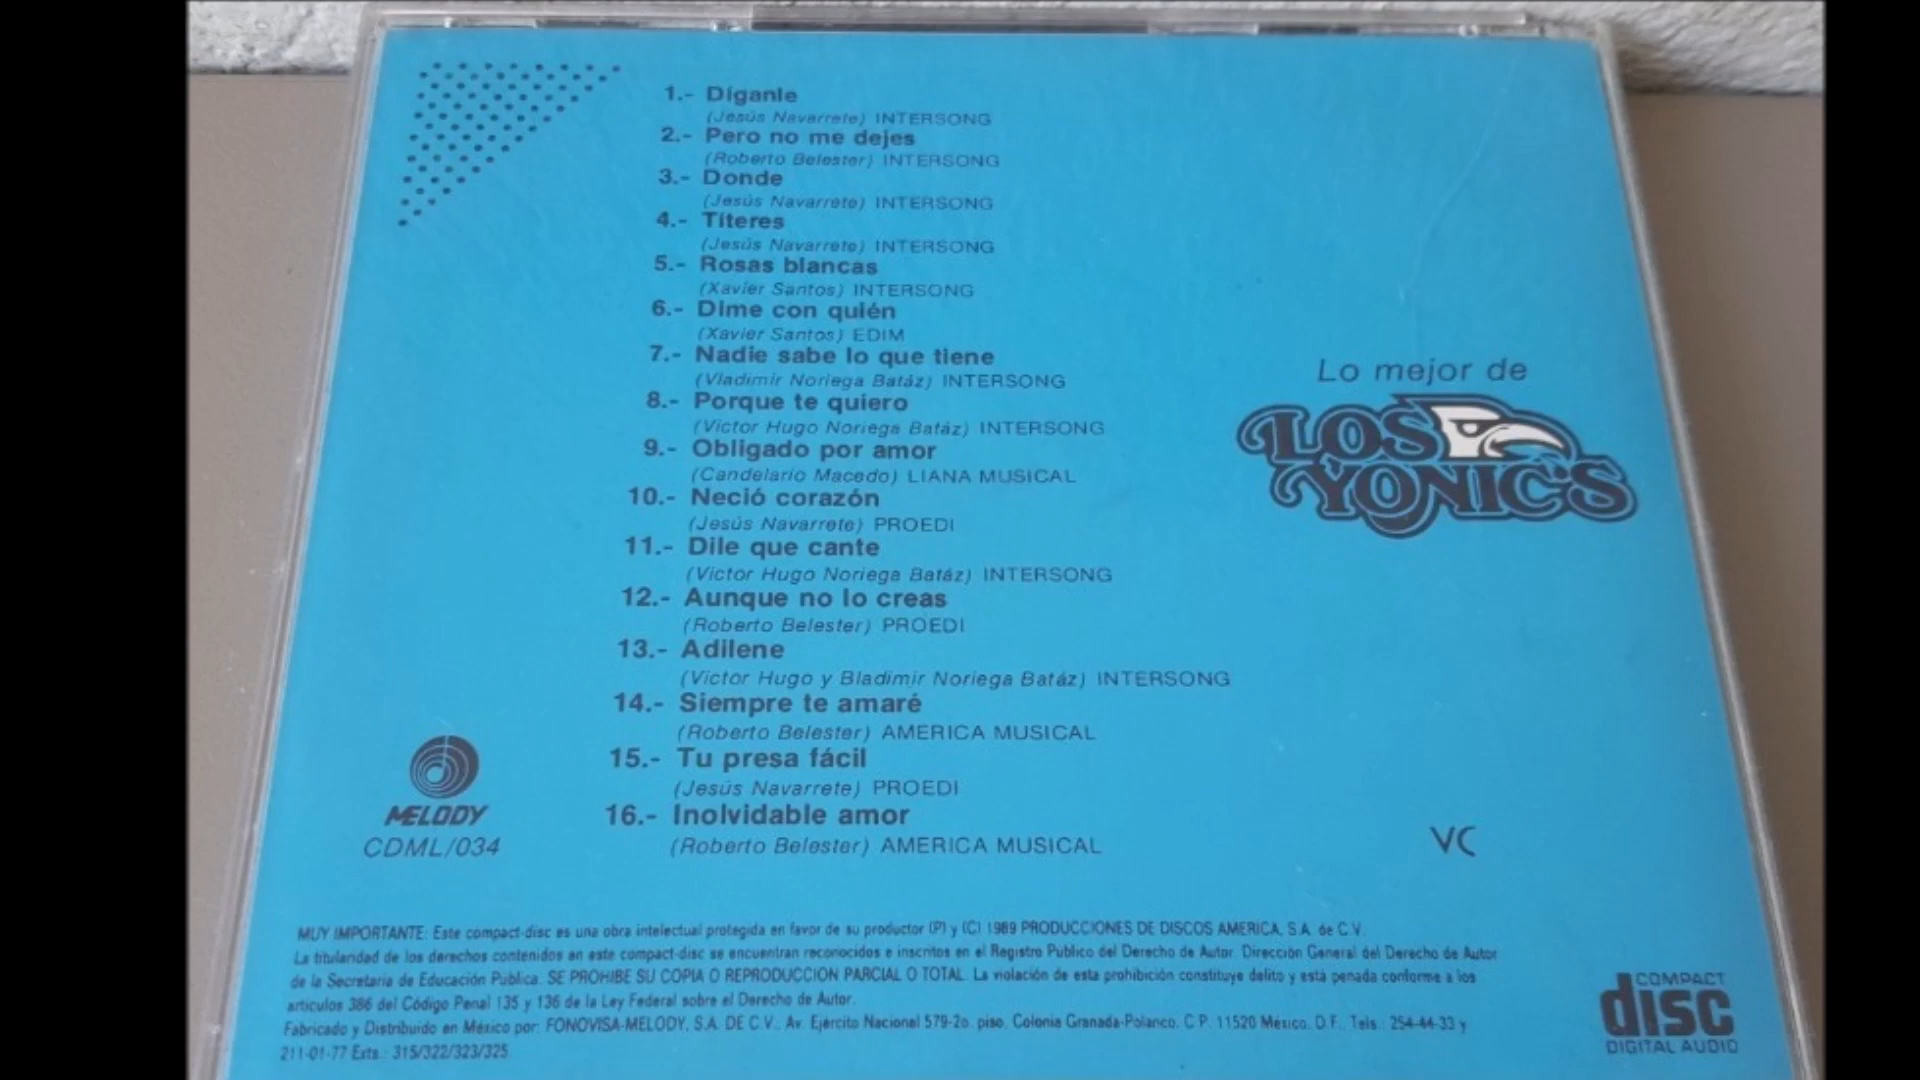 1.- Díganle
(Jesús Navarrete) INTERSONG
2.- Pero no me dejes
(Roberto Belester) INTERSONG
3.- Donde
(Jesús Navarrete) INTERSONG
4.- Títeres
(Jesús Navarrete) INTERSONG
5.- Rosas blancas
(Xavier Santos) INTERSONG
6.- Dime con quién
(Xavier Santos) EDIM
7.- Nadie sabe lo que tiene
(Vladimir Noriega Batáz) INTERSONG
8.- Porque te quiero
(Victor Hugo Noriega Batáz) INTERSONG
9.- Obligado por amor
(Candelario Macedo) LIANA MUSICAL
10.- Neció corazón
(Jesús Navarrete) PROEDI
11.- Dile que cante
(Victor Hugo Noriega Batáz) INTERSONG
12.- Aunque no lo creas
(Roberto Belester) PROEDI
13.- Adilene
(Victor Hugo y Bladimir Noriega Batáz) INTERSONG
14.- Siempre te amaré
(Roberto Belester) AMERICA MUSICAL
15.- Tu presa fácil
(Jesús Navarrete) PROEDI
16.- Inolvidable amor
(Roberto Belester) AMERICA MUSICAL
Lo mejor de
LOS
YONIC'S
MELODY
CDML/034
VC
MUY IMPORTANTE: Este compact-disc es una obra intelectual protegida en favor de su productor (P) y (C) 1989 PRODUCCIONES DE DISCOS AMERICA, S.A. de C.V.
La titularidad de los derechos contenidos en este compact-disc se encuentran reconocidos e inscritos en el Registro Público del Derecho de Autor. Dirección General del Derecho de Autor
de la Secretaria de Educación Publica. SE PROHIBE SU COPIA O REPRODUCCION PARCIAL O TOTAL. La violación de esta prohibición constituye delito y está penada conforme a los
articulos 386 del Código Penal 135 y 136 de la Ley Federal sobre el Derecho de Autor.
Fabricado y Distribuido en México por: FONOVISA-MELODY, S.A. DE C.V., Av. Ejército Nacional 579-2o. piso, Colonia Granada-Polanco, C.P. 11520 México, D.F., Tels.: 254-44-33 y
211-01-77 Exts.: 315/322/323/325
COMPACT
disc
DIGITAL AUDIO